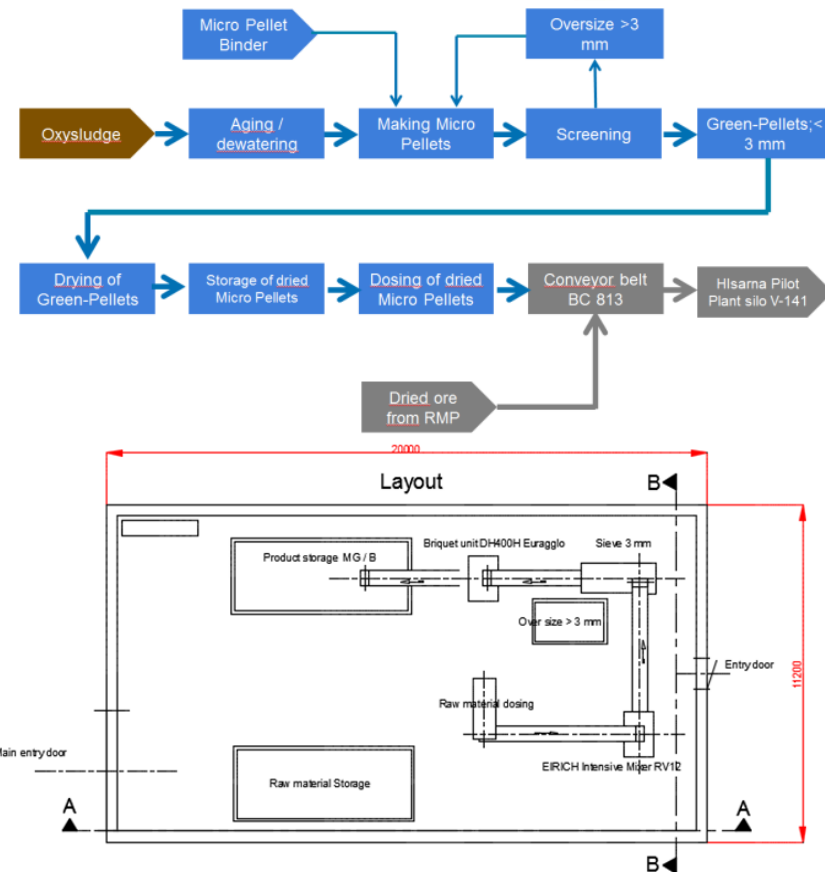 Micro Pellet
Binder
Oversize >3
mm
Oxysludge
Aging /
dewatering
Making Micro
Pellets
Screening
Green-Pellets;<
3 mm
Drying of
Green-Pellets
Storage of dried
Micro Pellets
Dosing of dried
Micro Pellets
Conveyor belt
BC 813
HIsarna Pilot
Plant silo V-141
Dried ore
from RMP
20000
Layout
B
Product storage MG / B
Briquet unit DH400H Euragglo
Sieve 3 mm
Over size > 3 mm
Entry door
11200
Raw material dosing
Main entry door
EIRICH Intensive Mixer RV12
Raw material Storage
A
A
B